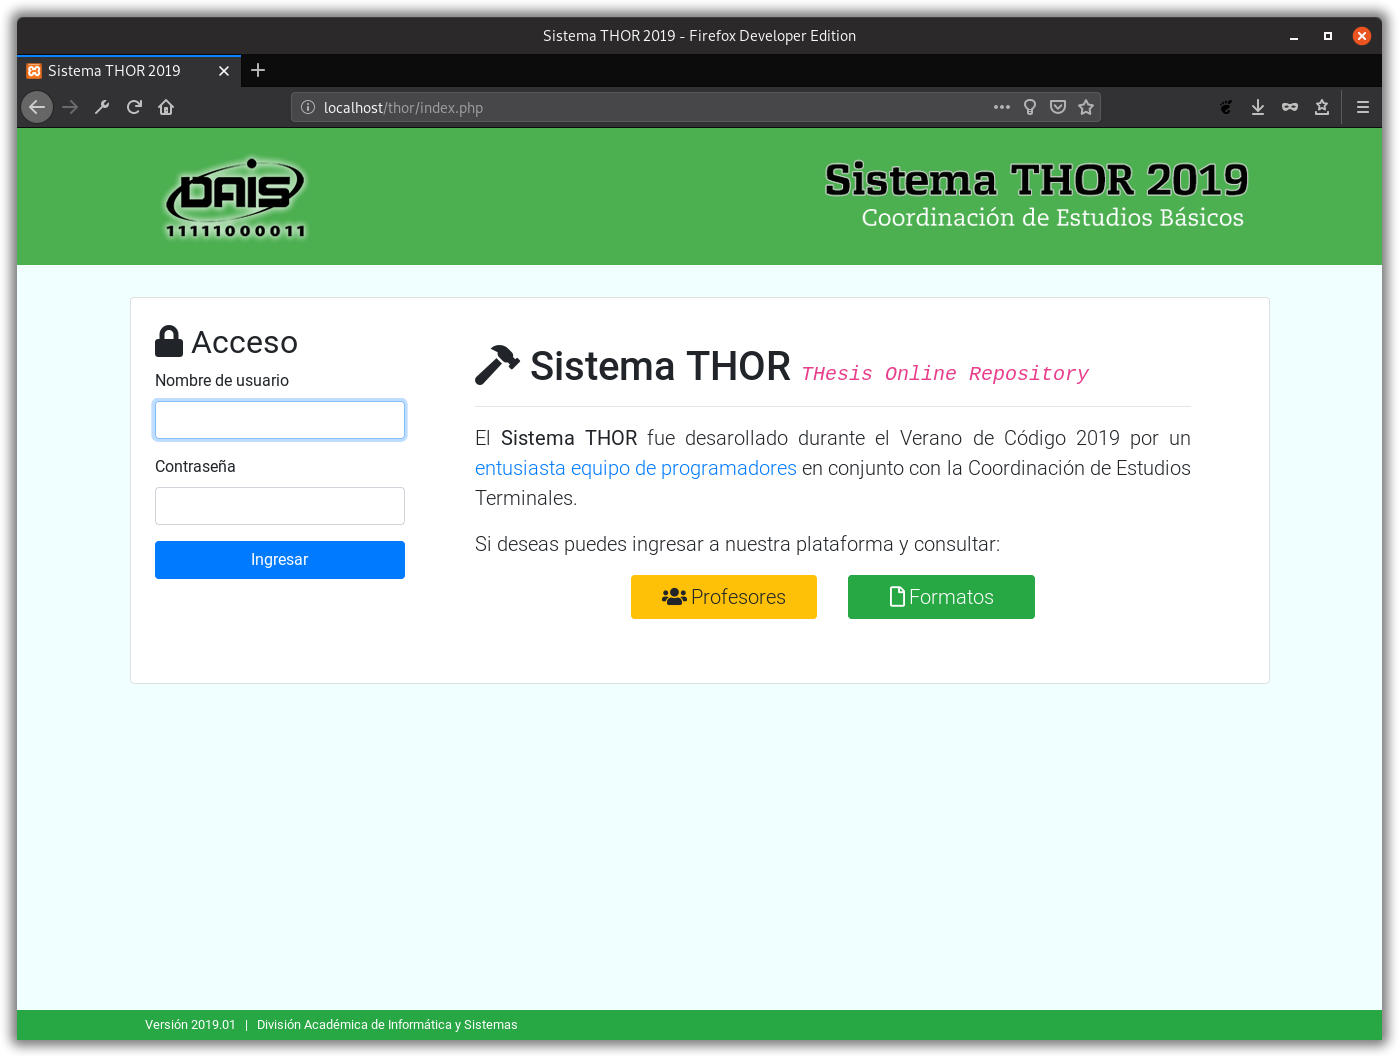 Sistema THOR 2019 - Firefox Developer Edition
Sistema THOR 2019
localhost/thor/index.php
DAIS
11111000011
Sistema THOR 2019
Coordinación de Estudios Básicos
Acceso
Nombre de usuario
Contraseña
Ingresar
Sistema THOR THesis Online Repository
El Sistema THOR fue desarollado durante el Verano de Código 2019 por un
entusiasta equipo de programadores en conjunto con la Coordinación de Estudios
Terminales.
Si deseas puedes ingresar a nuestra plataforma y consultar:
Profesores
Formatos
Versión 2019.01 | División Académica de Informática y Sistemas